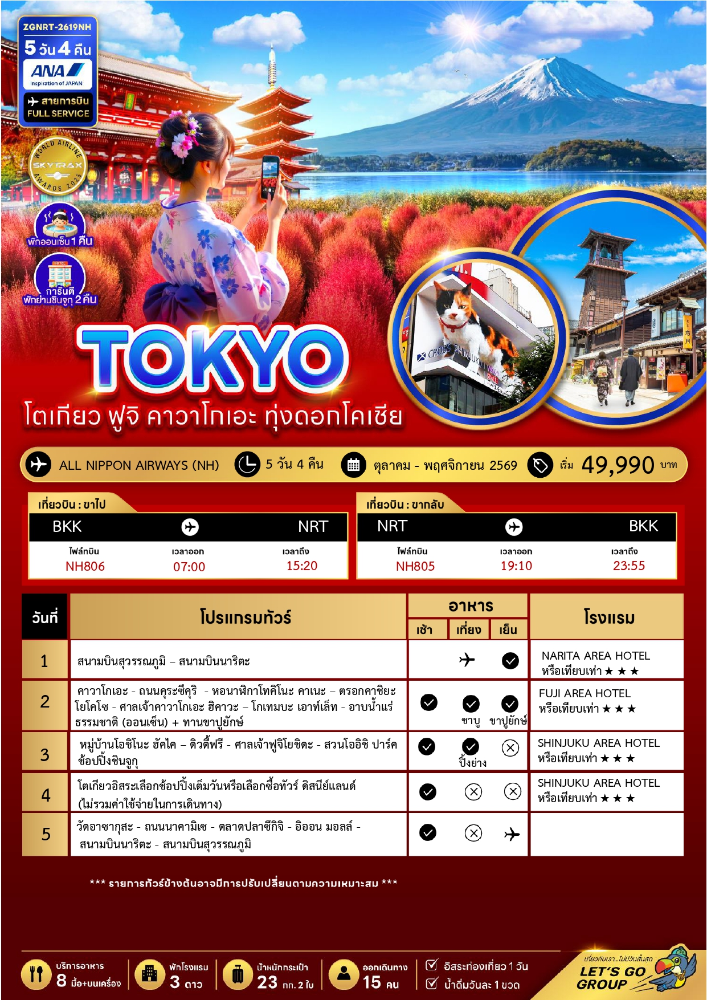 ZGNRT-2619NH
5 วัน 4 คืน
ANA
Inspiration of JAPAN
สายการบิน
FULL SERVICE
WORLD AIRLINE
SKYTRAX
AWARDS 2025
พักออนเซ็น 1 คืน
HOTEL
การันตี
พักย่านชินจูกุ 2 คืน
CROSS SHINJUKU
VISION
SPACE
TOKYO
โตเกียว ฟูจิ คาวาโกเอะ ทุ่งดอกโคเชีย
ALL NIPPON AIRWAYS (NH) 5 วัน 4 คืน ตุลาคม - พฤศจิกายน 2569 เริ่ม 49,990 บาท
เที่ยวบิน : ขาไป
BKK NRT
ไฟล์ทบิน เวลาออก เวลาถึง
NH806 07:00 15:20
เที่ยวบิน : ขากลับ
NRT BKK
ไฟล์ทบิน เวลาออก เวลาถึง
NH805 19:10 23:55
วันที่ โปรแกรมทัวร์ อาหาร โรงแรม
เช้า เที่ยง เย็น
1 สนามบินสุวรรณภูมิ – สนามบินนาริตะ NARITA AREA HOTEL
หรือเทียบเท่า ★ ★ ★
2 คาวาโกเอะ - ถนนคุระซึคุริ - หอนาฬิกาโทคิโนะ คาเนะ – ตรอกคาชิยะ
โยโคโซ - ศาลเจ้าคาวาโกเอะ ฮิคาวะ – โกเทมบะ เอาท์เล็ท - อาบน้ำแร่
ธรรมชาติ (ออนเซ็น) + ทานขาปูยักษ์
ชาบู ขาปูยักษ์
FUJI AREA HOTEL
หรือเทียบเท่า ★ ★ ★
3 หมู่บ้านโอชิโนะ ฮัคไค – ดิวตี้ฟรี - ศาลเจ้าฟูจิโยชิดะ - สวนโออิชิ ปาร์ค
ช้อปปิ้งชินจูกุ
ปิ้งย่าง
SHINJUKU AREA HOTEL
หรือเทียบเท่า ★ ★ ★
4 โตเกียวอิสระเลือกช้อปปิ้งเต็มวันหรือเลือกซื้อทัวร์ ดิสนีย์แลนด์
(ไม่รวมค่าใช้จ่ายในการเดินทาง)
SHINJUKU AREA HOTEL
หรือเทียบเท่า ★ ★ ★
5 วัดอาซากุสะ - ถนนนาคามิเซ - ตลาดปลาซึกิจิ - อิออน มอลล์ -
สนามบินนาริตะ - สนามบินสุวรรณภูมิ
*** รายการทัวร์ข้างต้นอาจมีการปรับเปลี่ยนตามความเหมาะสม ***
บริการอาหาร
8 มื้อ+บนเครื่อง
พักโรงแรม
3 ดาว
น้ำหนักกระเป๋า
23 กก. 2 ใบ
ออกเดินทาง
15 คน
อิสระท่องเที่ยว 1 วัน
น้ำดื่มวันละ 1 ขวด
เที่ยวกับเรา...ไม่มีวันสิ้นสุด
LET'S GO
GROUP